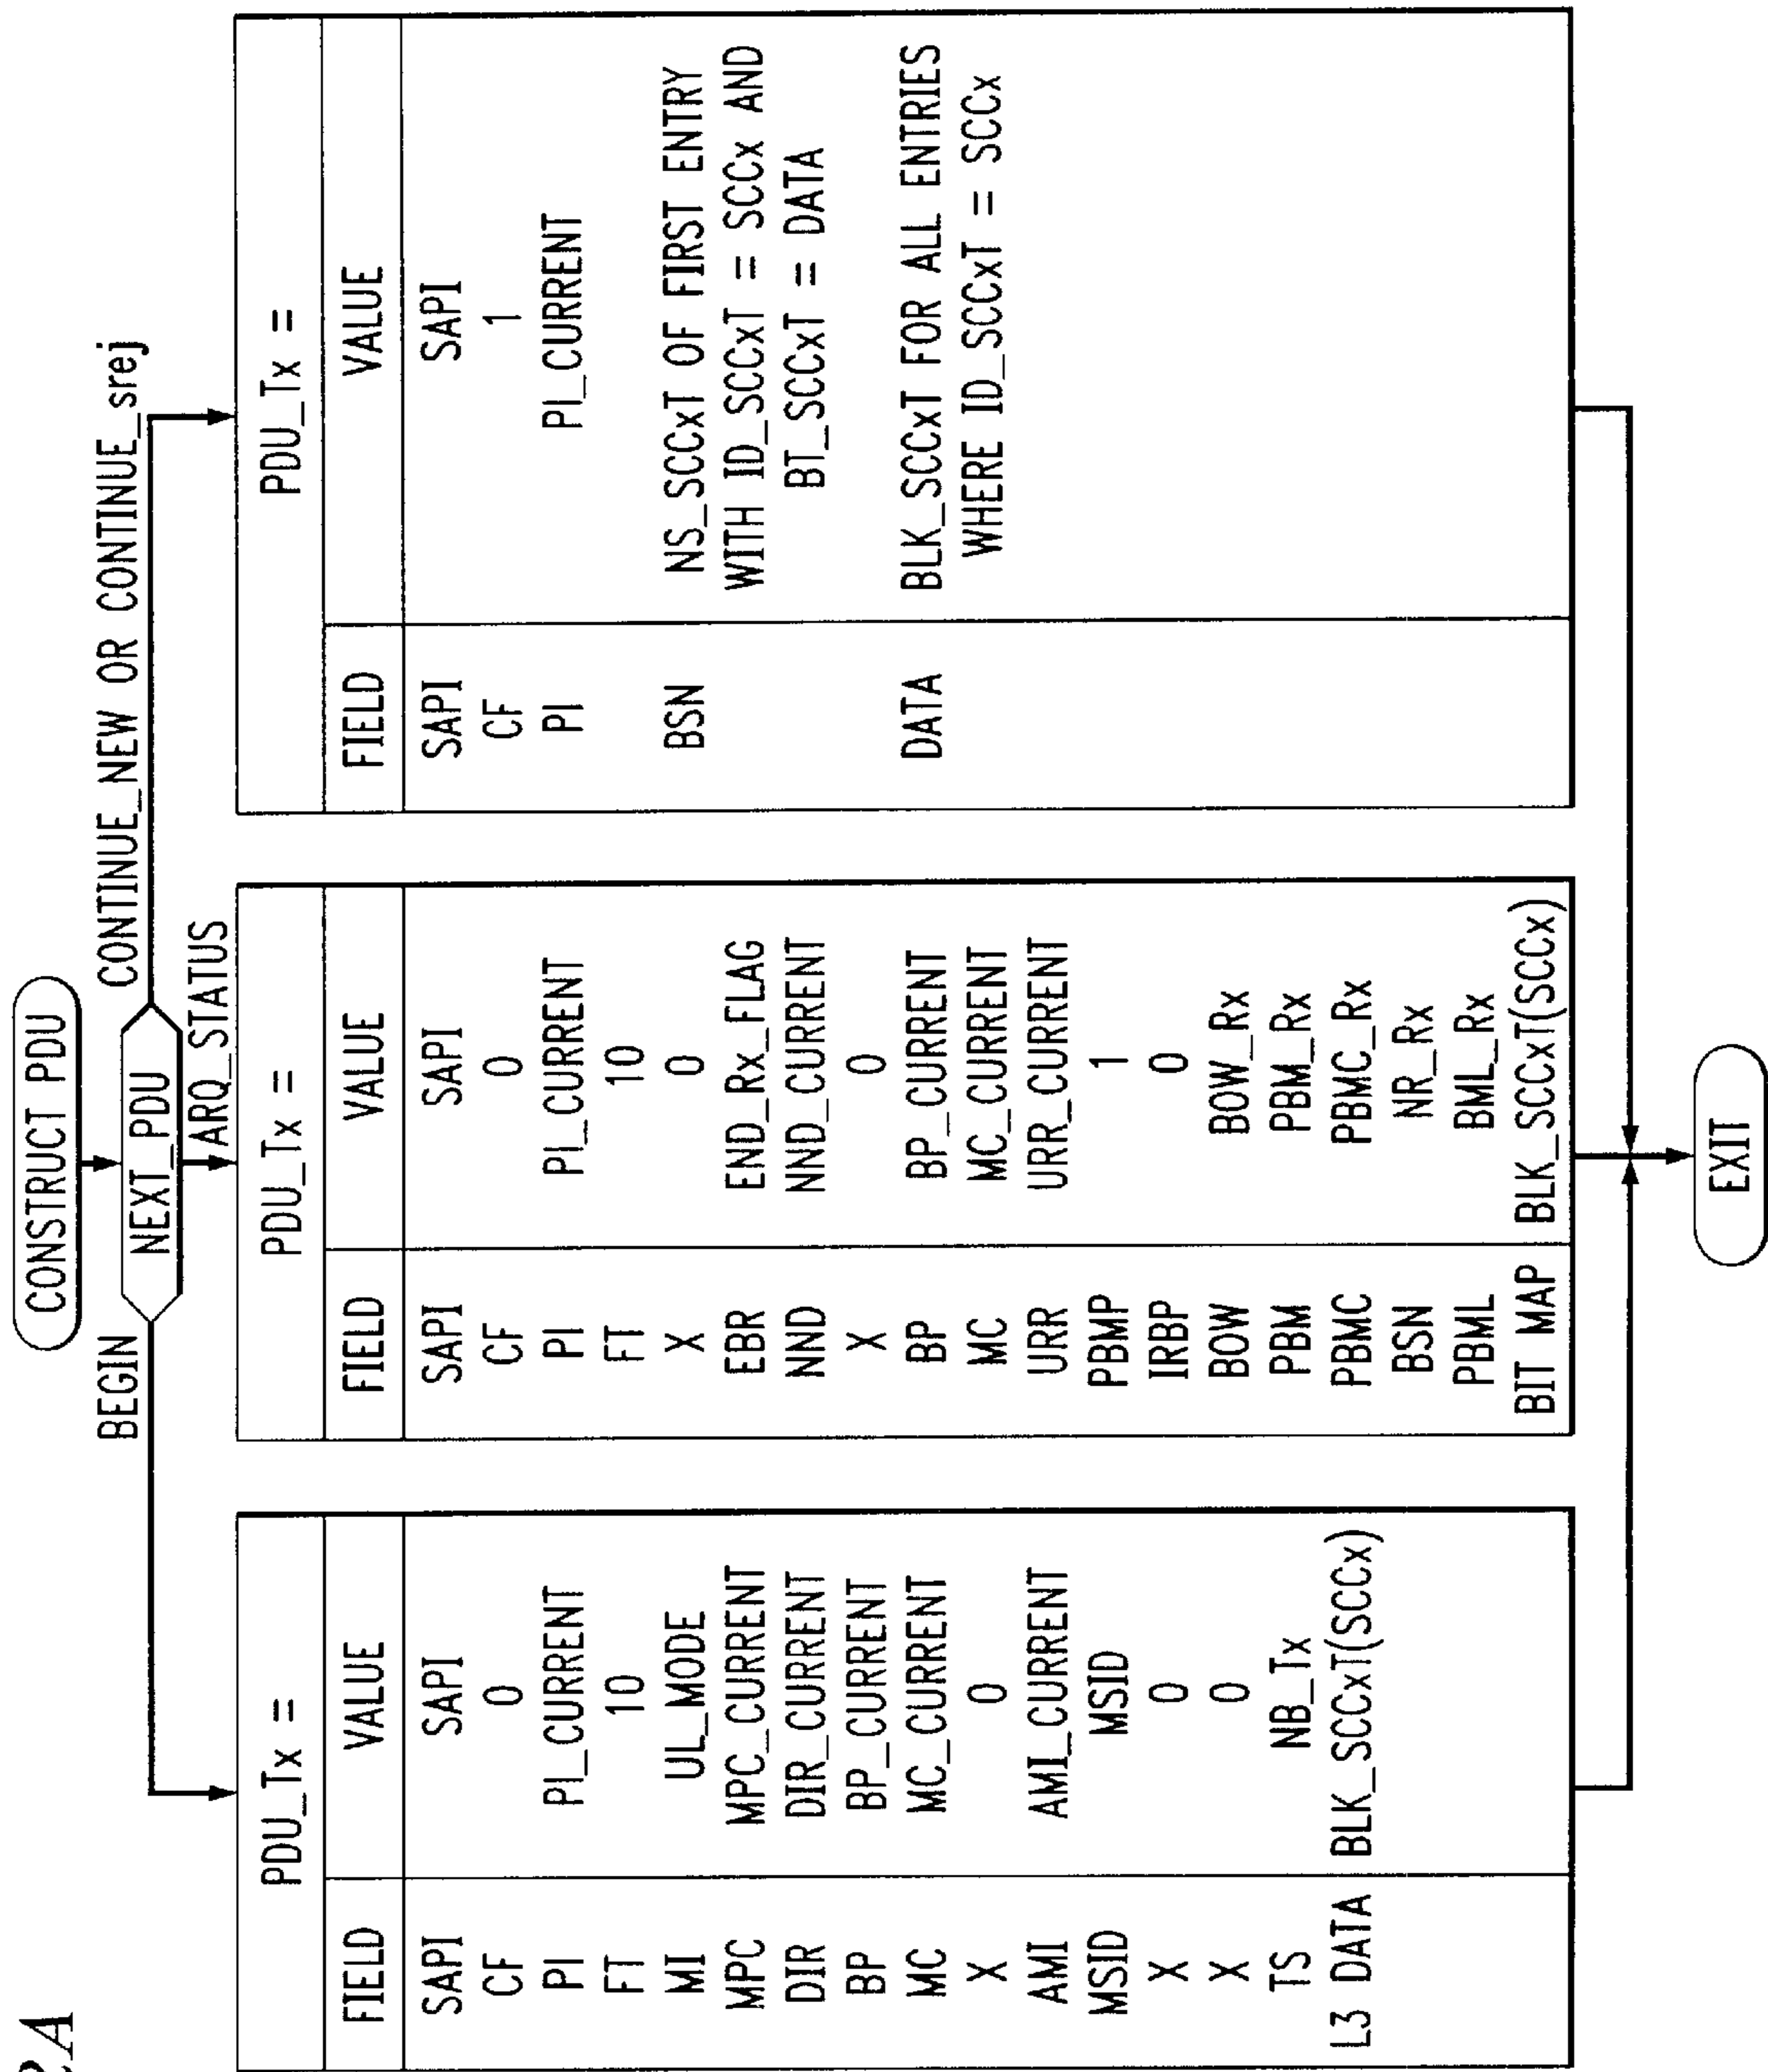 2A
CONSTRUCT PDU
NEXT_PDU
BEGIN
ARQ_STATUS
CONTINUE_NEW OR CONTINUE_srej
PDU_Tx =
FIELD VALUE
SAPI SAPI
CF 0
PI PI_CURRENT
FT 10
MI UL_MODE
MPC MPC_CURRENT
DIR DIR_CURRENT
BP BP_CURRENT
MC MC_CURRENT
X 0
AMI AMI_CURRENT
MSID MSID
X 0
X 0
TS NB_Tx
L3 DATA BLK_SCCxT(SCCx)
PDU_Tx =
FIELD VALUE
SAPI SAPI
CF 0
PI PI_CURRENT
FT 10
X 0
EBR END_Rx_FLAG
NND NND_CURRENT
X 0
BP BP_CURRENT
MC MC_CURRENT
URR URR_CURRENT
PBMP 1
IRBP 0
BOW BOW_Rx
PBM PBM_Rx
PBMC PBMC_Rx
BSN NR_Rx
PBML BML_Rx
BIT MAP BLK_SCCxT(SCCx)
PDU_Tx =
FIELD VALUE
SAPI SAPI
CF 1
PI PI_CURRENT
BSN NS_SCCxT OF FIRST ENTRY
WITH ID_SCCxT = SCCx AND
BT_SCCxT = DATA
DATA BLK_SCCxT FOR ALL ENTRIES
WHERE ID_SCCxT = SCCx
EXIT